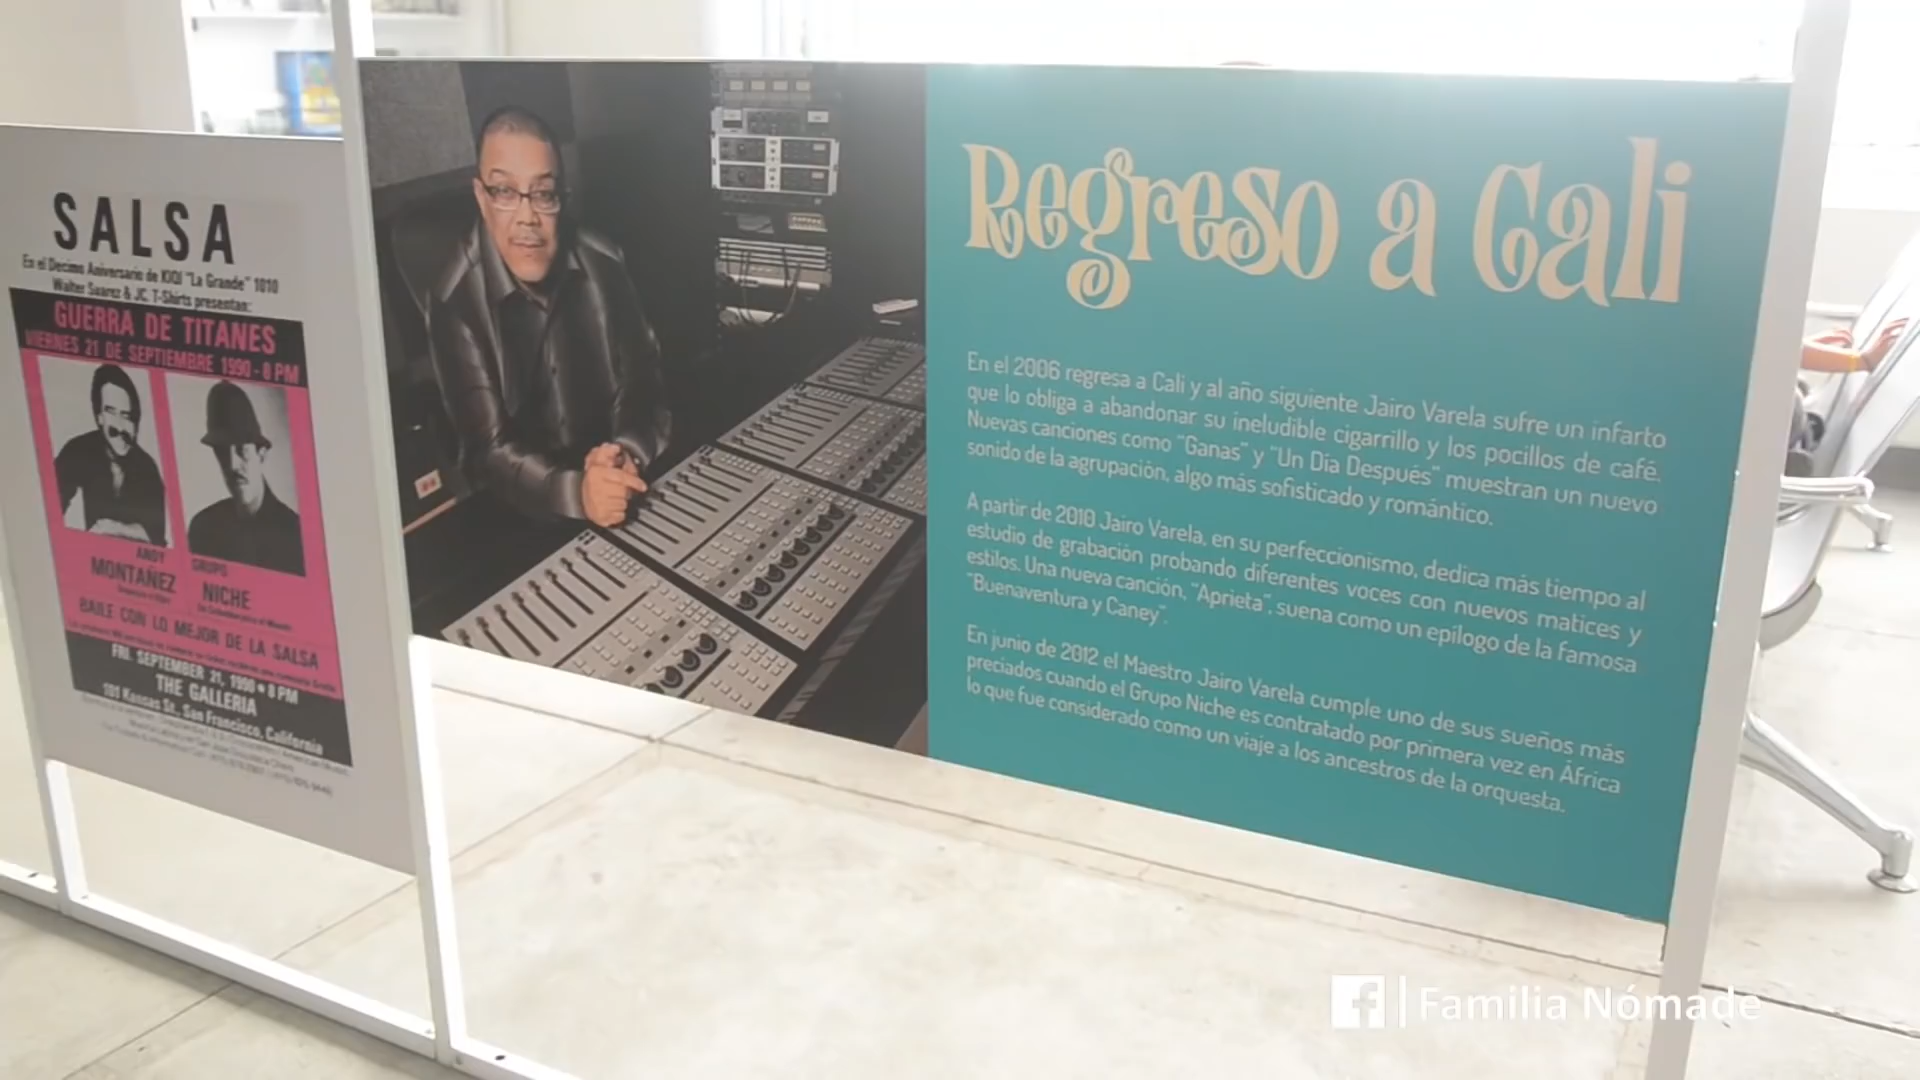 SALSA
En el Decimo Aniversario de KIQI "La Grande" 1010
Walter Suarez & JC. T-Shirts presentan:
GUERRA DE TITANES
VIERNES 21 DE SEPTIEMBRE 1990 - 8 PM
ANDY
MONTAÑEZ
GRUPO
NICHE
BAILE CON LO MEJOR DE LA SALSA
FRI. SEPTEMBER 21, 1990 • 8 PM
THE GALLERIA
101 Kansas St., San Francisco, California
Regreso a Cali
En el 2006 regresa a Cali y al año siguiente Jairo Varela sufre un infarto
que lo obliga a abandonar su ineludible cigarrillo y los pocillos de café.
Nuevas canciones como "Ganas" y "Un Día Después" muestran un nuevo
sonido de la agrupación, algo más sofisticado y romántico.
A partir de 2010 Jairo Varela, en su perfeccionismo, dedica más tiempo al
estudio de grabación probando diferentes voces con nuevos matices y
estilos. Una nueva canción, "Aprieta", suena como un epílogo de la famosa
"Buenaventura y Caney".
En junio de 2012 el Maestro Jairo Varela cumple uno de sus sueños más
preciados cuando el Grupo Niche es contratado por primera vez en África
lo que fue considerado como un viaje a los ancestros de la orquesta.
f | Familia Nómade